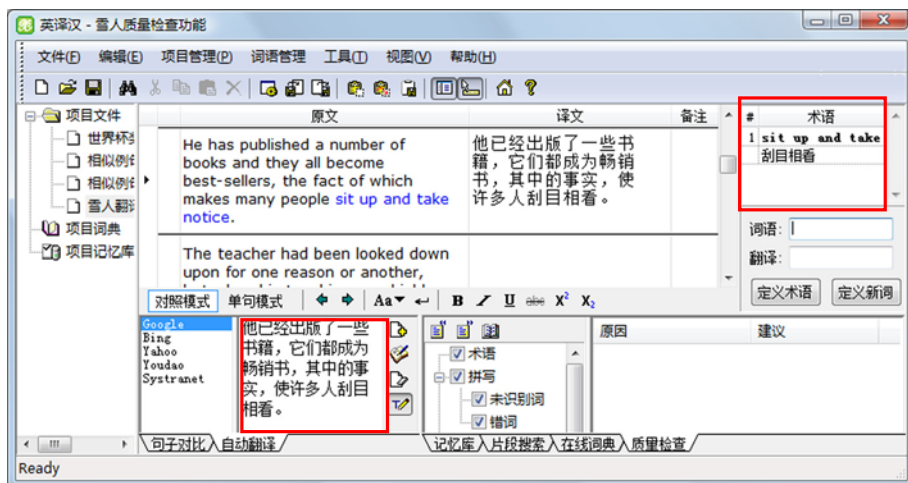 英译汉 - 雪人质量检查功能
文件(F) 编辑(E) 项目管理(P) 词语管理 工具(T) 视图(V) 帮助(H)
项目文件
世界杯
相似例
相似例
雪人翻
项目词典
项目记忆库
原文 译文 备注
He has published a number of
books and they all become
best-sellers, the fact of which
makes many people sit up and take
notice.
他已经出版了一些书
籍，它们都成为畅销
书，其中的事实，使
许多人刮目相看。
The teacher had been looked down
upon for one reason or another,
# 术语
1 sit up and take
刮目相看
词语:
翻译:
定义术语 定义新词
对照模式 单句模式 Aa B I U abc X² X₂
Google
Bing
Yahoo
Youdao
Systranet
他已经出版了一些
书籍，它们都成为
畅销书，其中的事
实，使许多人刮目
相看。
术语
拼写
未识别词
错词
原因 建议
句子对比 自动翻译
记忆库 片段搜索 在线词典 质量检查
Ready